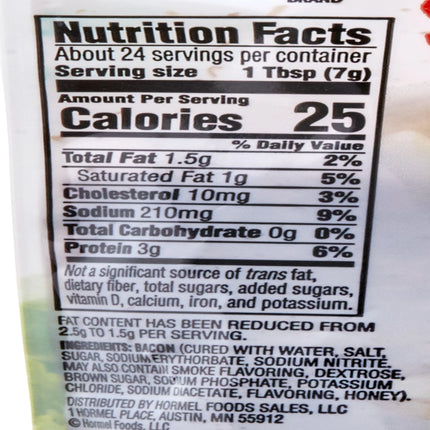 BRAND
Nutrition Facts
About 24 servings per container
Serving size 1 Tbsp (7g)
Amount Per Serving
Calories 25
% Daily Value
Total Fat 1.5g 2%
Saturated Fat 1g 5%
Cholesterol 10mg 3%
Sodium 210mg 9%
Total Carbohydrate 0g 0%
Protein 3g 6%
Not a significant source of trans fat,
dietary fiber, total sugars, added sugars,
vitamin D, calcium, iron, and potassium.
FAT CONTENT HAS BEEN REDUCED FROM
2.5g TO 1.5g PER SERVING.
INGREDIENTS: BACON (CURED WITH WATER, SALT,
SUGAR, SODIUM ERYTHORBATE, SODIUM NITRITE.
MAY ALSO CONTAIN SMOKE FLAVORING, DEXTROSE,
BROWN SUGAR, SODIUM PHOSPHATE, POTASSIUM
CHLORIDE, SODIUM DIACETATE, FLAVORING, HONEY).
DISTRIBUTED BY HORMEL FOODS SALES, LLC
1 HORMEL PLACE, AUSTIN, MN 55912
© Hormel Foods, LLC